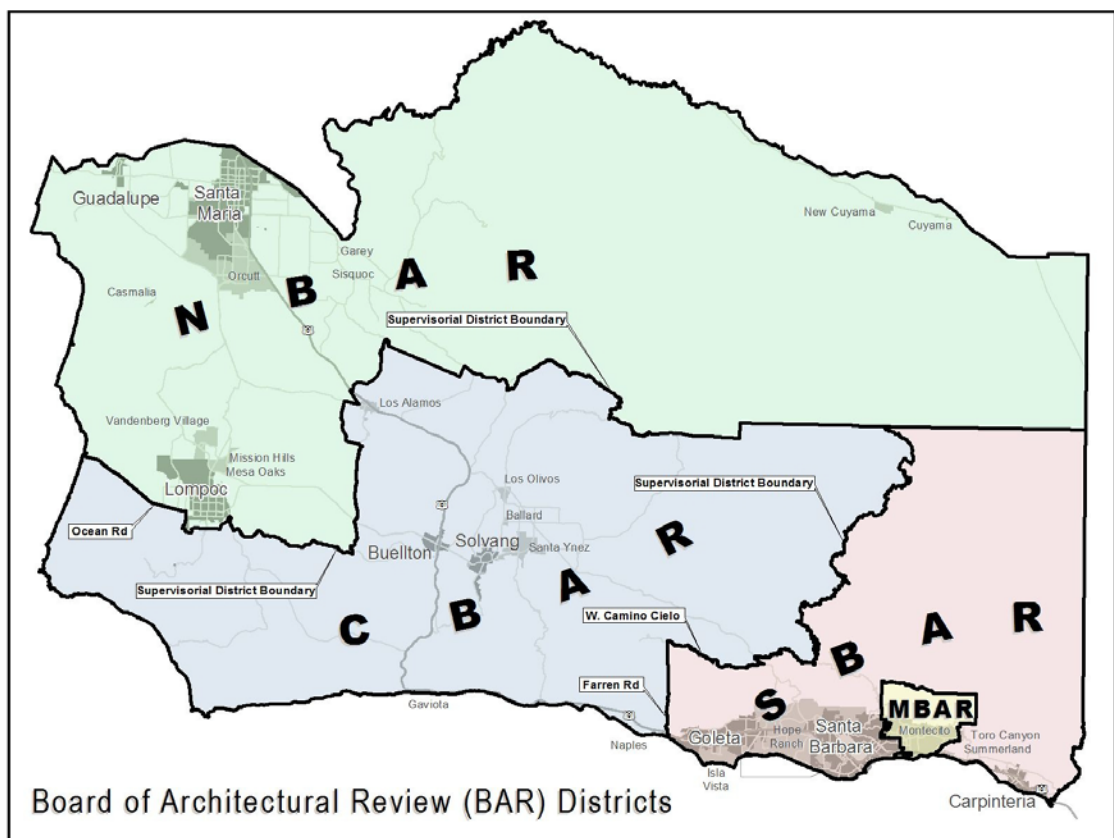 Guadalupe
Santa
Maria
New Cuyama
Cuyama
Garey
Sisquoc
Orcutt
Casmalia
N B A R
Supervisorial District Boundary
Los Alamos
Vandenberg Village
Mission Hills
Mesa Oaks
Lompoc
Los Olivos
Supervisorial District Boundary
Ballard
Ocean Rd
Buellton
Solvang
Santa Ynez
Supervisorial District Boundary
C B A R
W. Camino Cielo
S B A R
Farren Rd
Gaviota
MBAR
Montecito
Goleta
Hope
Ranch
Santa
Barbara
Toro Canyon
Summerland
Naples
Isla
Vista
Carpinteria
Board of Architectural Review (BAR) Districts